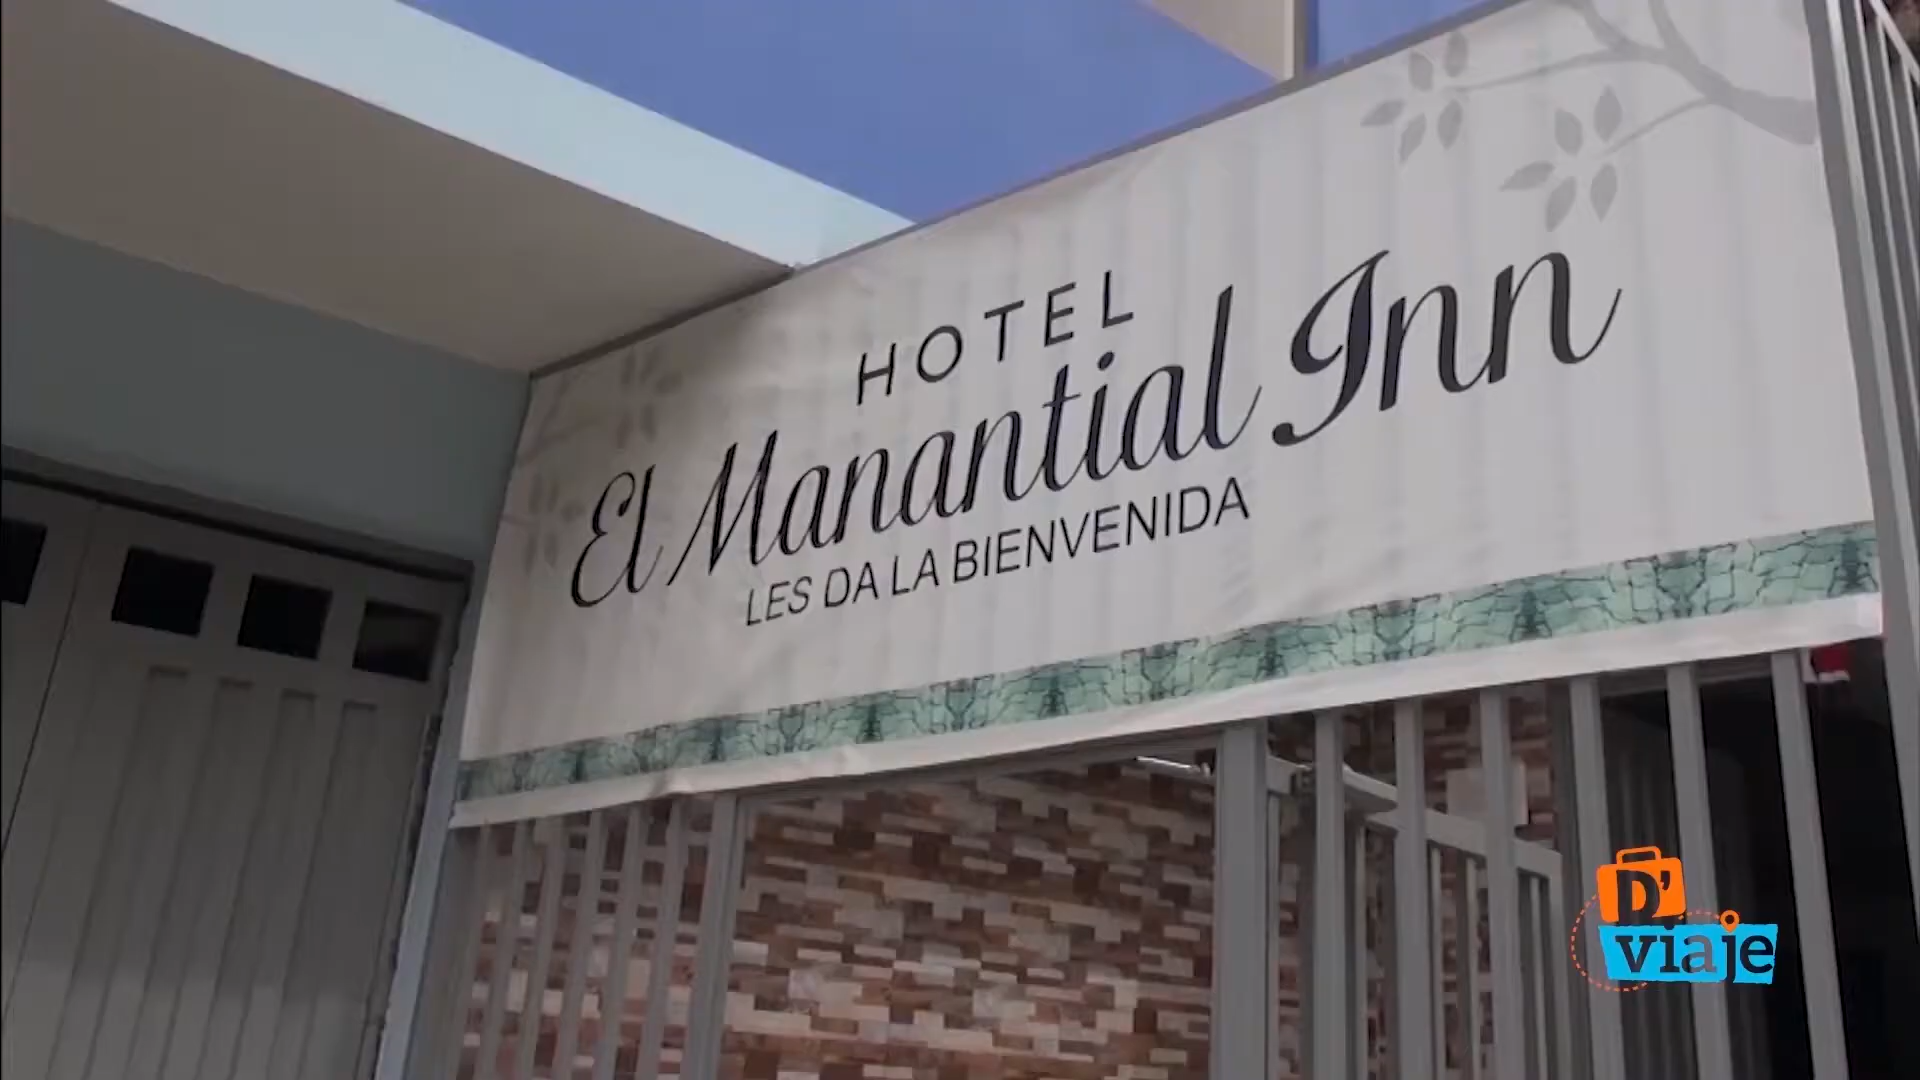 HOTEL
El Manantial Inn
LES DA LA BIENVENIDA
D'
viaje